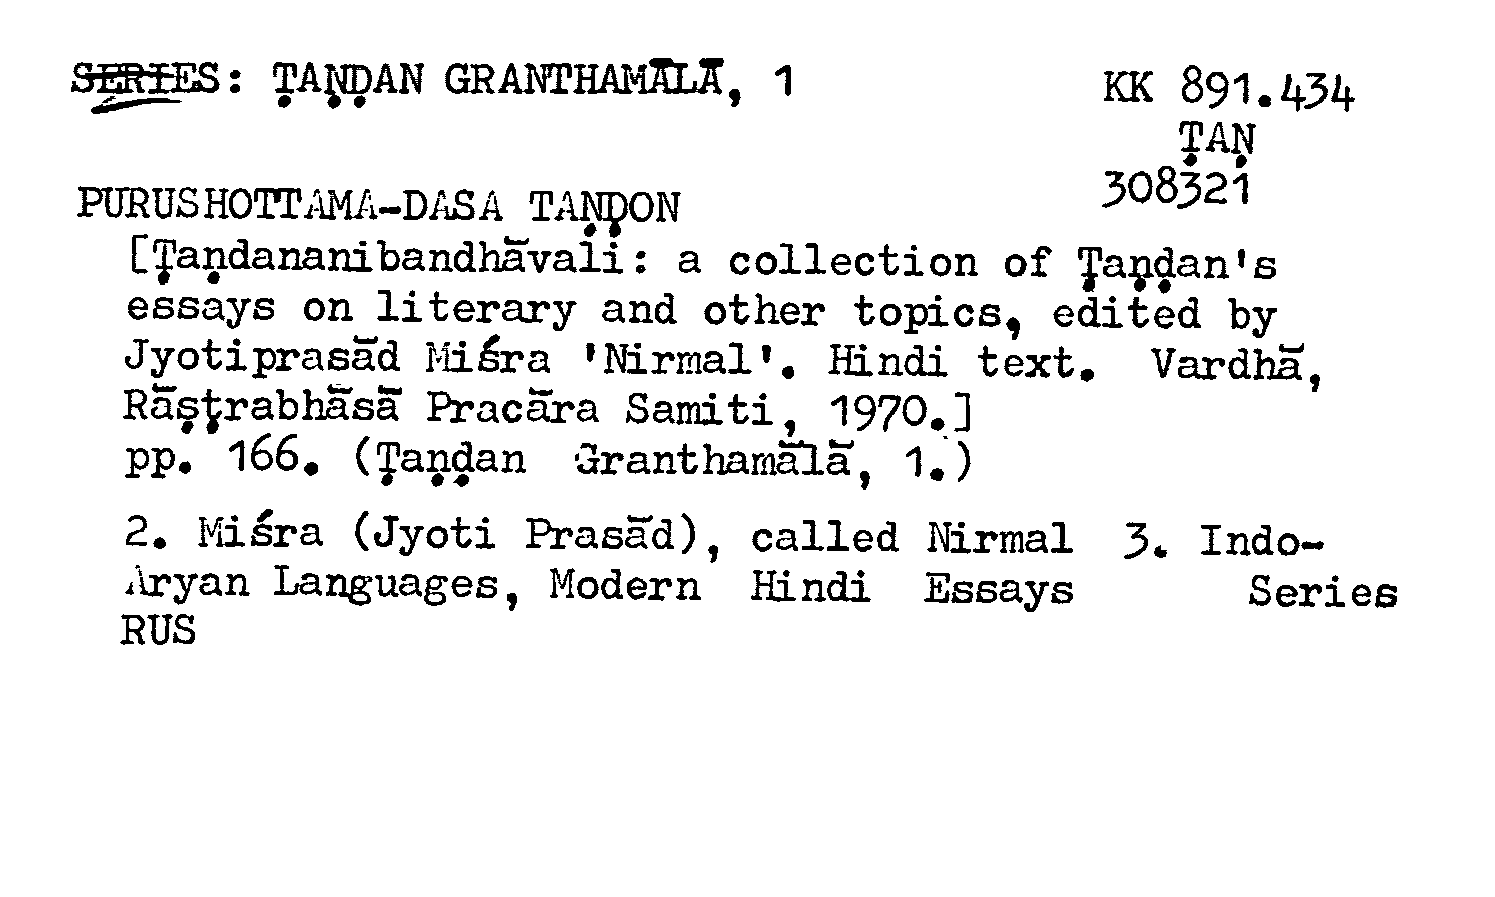 SERIES: ṬAṆḌAN GRANTHAMĀLĀ, 1
KK 891.434
ṬAṆ
308321
PURUSHOTTAMA-DASA TAṆḌON
[Ṭaṇdananibandhāvali: a collection of Ṭaṇḍan's
essays on literary and other topics, edited by
Jyotiprasād Miśra 'Nirmal'. Hindi text. Vardhā,
Rāṣṭrabhāsā Pracāra Samiti, 1970.]
pp. 166. (Ṭaṇḍan Granthamālā, 1.)
2. Miśra (Jyoti Prasād), called Nirmal 3. Indo-
Aryan Languages, Modern Hindi Essays Series
RUS